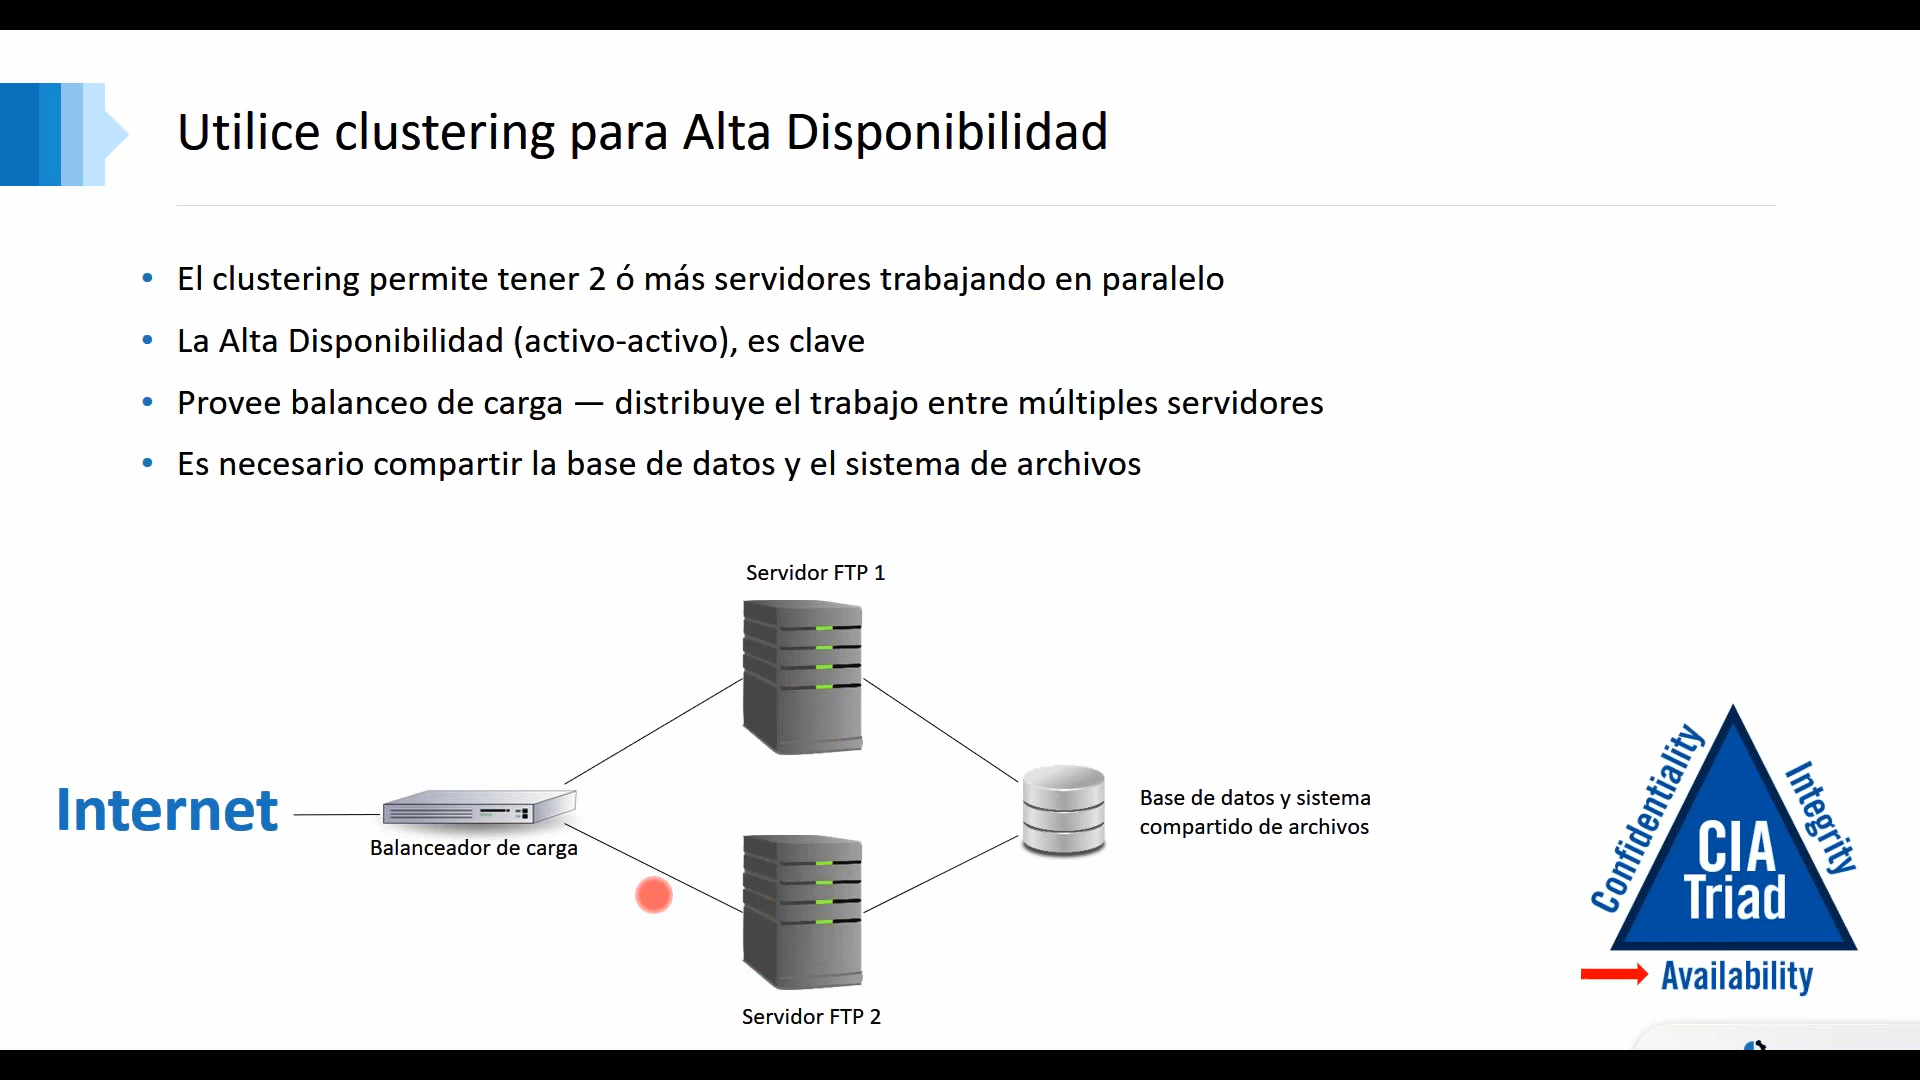 Utilice clustering para Alta Disponibilidad
El clustering permite tener 2 ó más servidores trabajando en paralelo
La Alta Disponibilidad (activo-activo), es clave
Provee balanceo de carga — distribuye el trabajo entre múltiples servidores
Es necesario compartir la base de datos y el sistema de archivos
Servidor FTP 1
Internet
Balanceador de carga
Base de datos y sistema
compartido de archivos
Servidor FTP 2
Confidentiality
Integrity
CIA
Triad
Availability